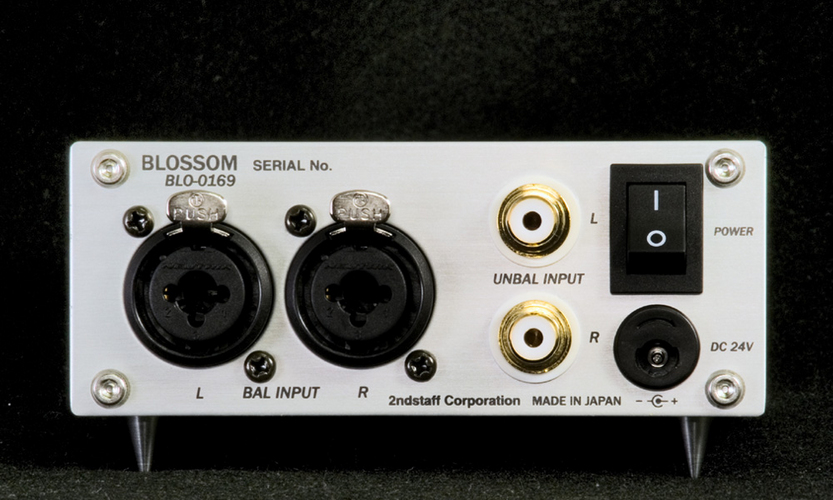 BLOSSOM SERIAL No.
BLO-0169
PUSH
PUSH
L
BAL INPUT
R
L
UNBAL INPUT
R
I
O
POWER
DC 24V
2ndstaff Corporation MADE IN JAPAN
- +